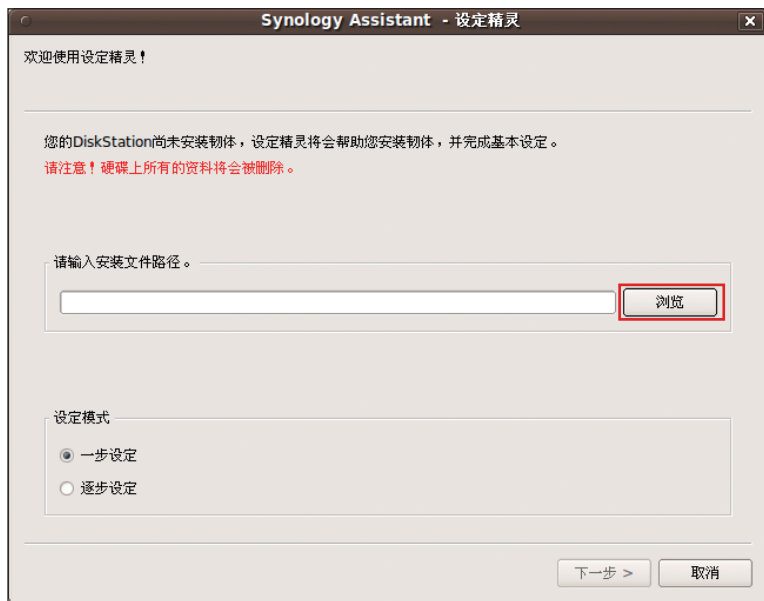 Synology Assistant - 设定精灵
欢迎使用设定精灵！
您的DiskStation尚未安装韧体，设定精灵将会帮助您安装韧体，并完成基本设定。
请注意！硬碟上所有的资料将会被删除。
请输入安装文件路径。
浏览
设定模式
一步设定
逐步设定
下一步 >
取消